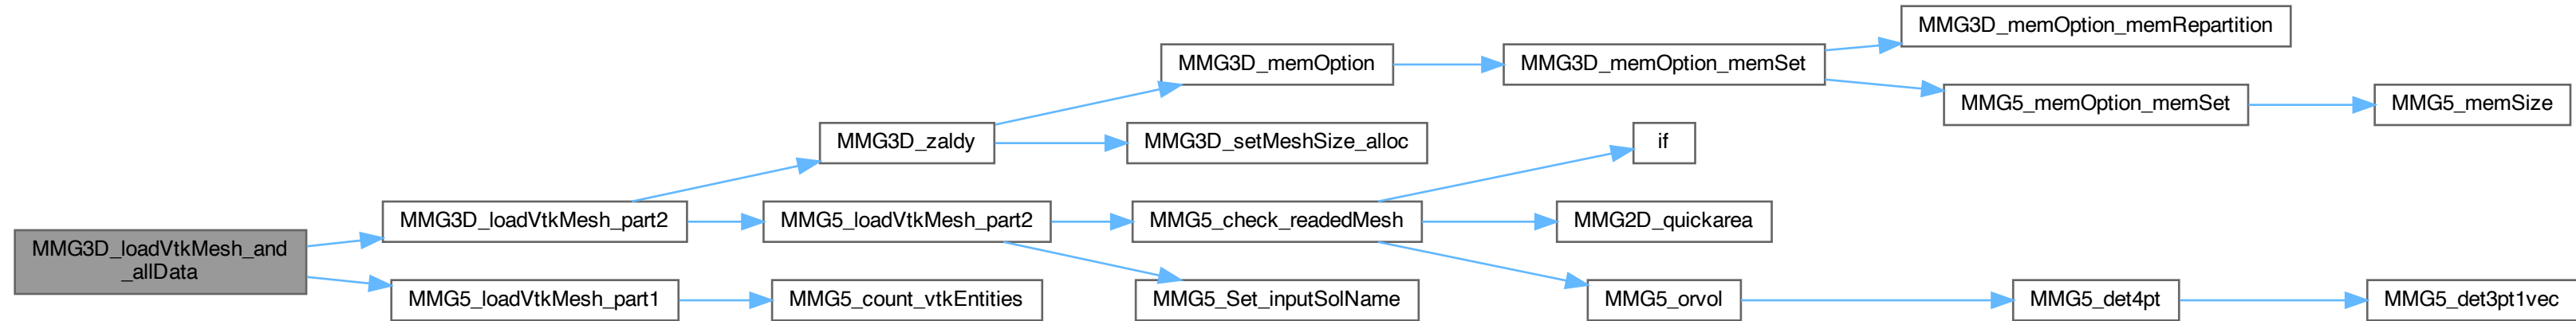 MMG3D_loadVtkMesh_and
_allData
MMG3D_loadVtkMesh_part2
MMG5_loadVtkMesh_part1
MMG3D_zaldy
MMG5_loadVtkMesh_part2
MMG5_count_vtkEntities
MMG3D_memOption
MMG3D_setMeshSize_alloc
MMG5_check_readedMesh
MMG5_Set_inputSolName
MMG3D_memOption_memSet
if
MMG2D_quickarea
MMG5_orvol
MMG3D_memOption_memRepartition
MMG5_memOption_memSet
MMG5_det4pt
MMG5_memSize
MMG5_det3pt1vec